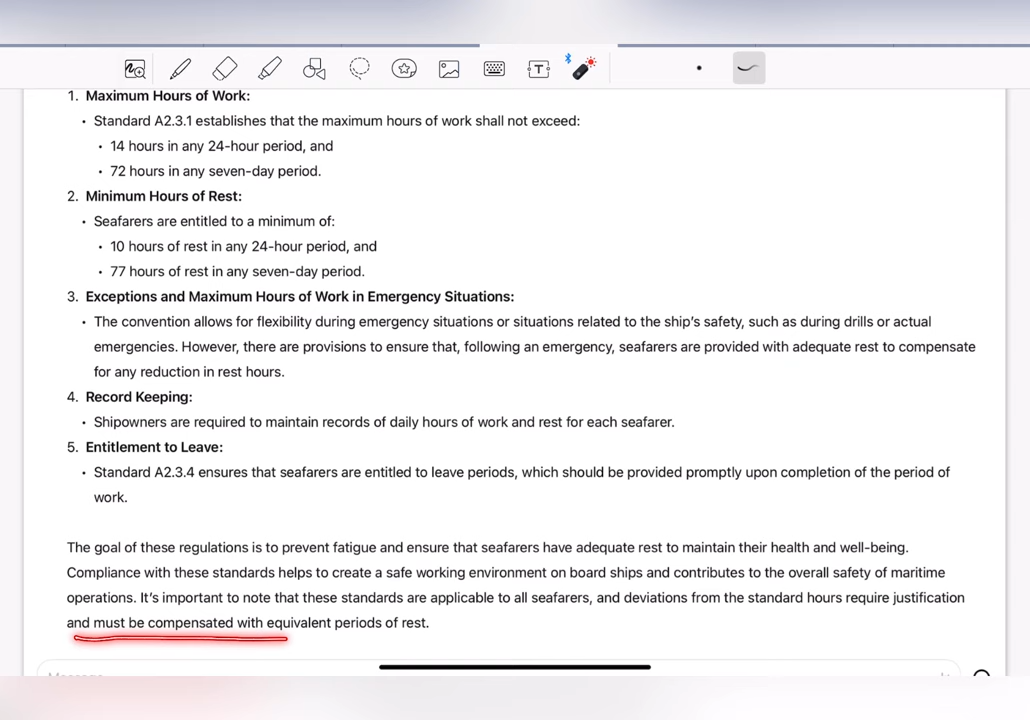 1. Maximum Hours of Work:
• Standard A2.3.1 establishes that the maximum hours of work shall not exceed:
• 14 hours in any 24-hour period, and
• 72 hours in any seven-day period.
2. Minimum Hours of Rest:
• Seafarers are entitled to a minimum of:
• 10 hours of rest in any 24-hour period, and
• 77 hours of rest in any seven-day period.
3. Exceptions and Maximum Hours of Work in Emergency Situations:
• The convention allows for flexibility during emergency situations or situations related to the ship's safety, such as during drills or actual
emergencies. However, there are provisions to ensure that, following an emergency, seafarers are provided with adequate rest to compensate
for any reduction in rest hours.
4. Record Keeping:
• Shipowners are required to maintain records of daily hours of work and rest for each seafarer.
5. Entitlement to Leave:
• Standard A2.3.4 ensures that seafarers are entitled to leave periods, which should be provided promptly upon completion of the period of
work.
The goal of these regulations is to prevent fatigue and ensure that seafarers have adequate rest to maintain their health and well-being.
Compliance with these standards helps to create a safe working environment on board ships and contributes to the overall safety of maritime
operations. It's important to note that these standards are applicable to all seafarers, and deviations from the standard hours require justification
and must be compensated with equivalent periods of rest.